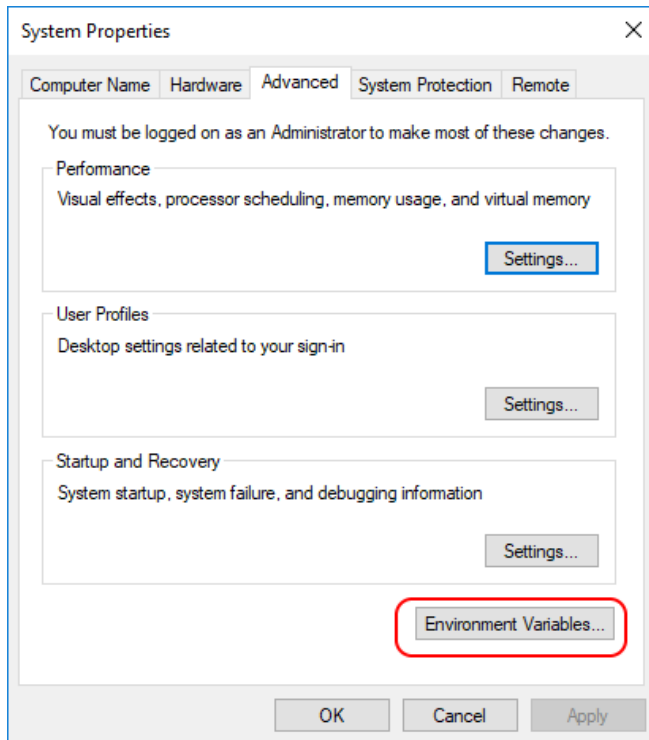 System Properties
Computer Name Hardware Advanced System Protection Remote
You must be logged on as an Administrator to make most of these changes.
Performance
Visual effects, processor scheduling, memory usage, and virtual memory
Settings...
User Profiles
Desktop settings related to your sign-in
Settings...
Startup and Recovery
System startup, system failure, and debugging information
Settings...
Environment Variables...
OK Cancel Apply